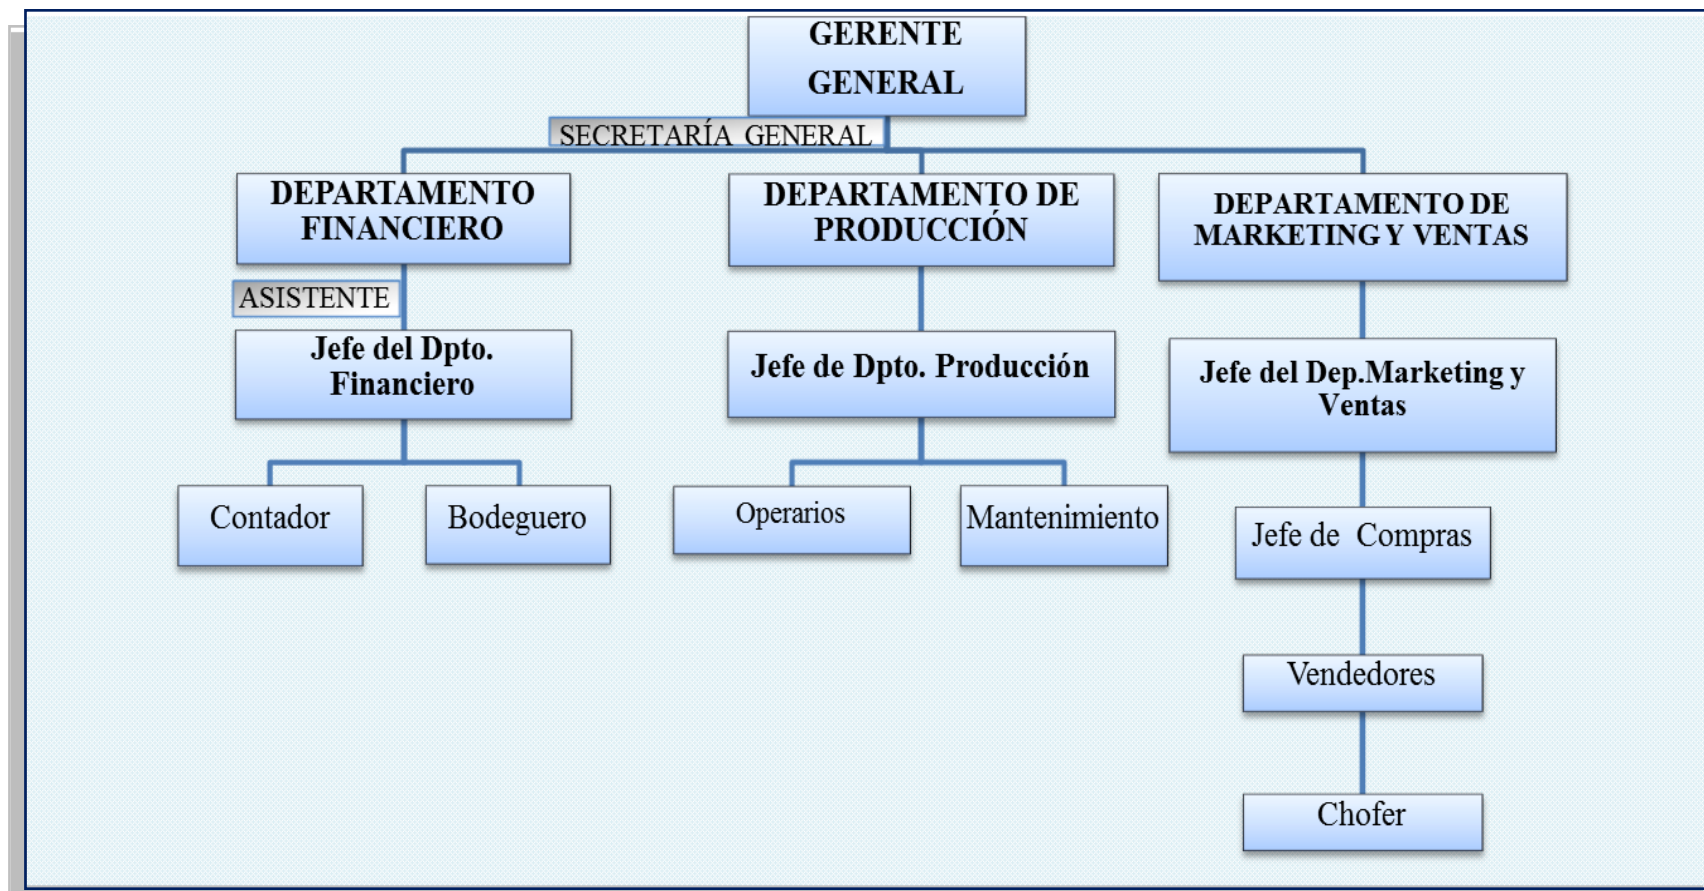 GERENTE
GENERAL
SECRETARÍA GENERAL
DEPARTAMENTO
FINANCIERO
DEPARTAMENTO DE
PRODUCCIÓN
DEPARTAMENTO DE
MARKETING Y VENTAS
ASISTENTE
Jefe del Dpto.
Financiero
Jefe de Dpto. Producción
Jefe del Dep.Marketing y
Ventas
Contador
Bodeguero
Operarios
Mantenimiento
Jefe de Compras
Vendedores
Chofer